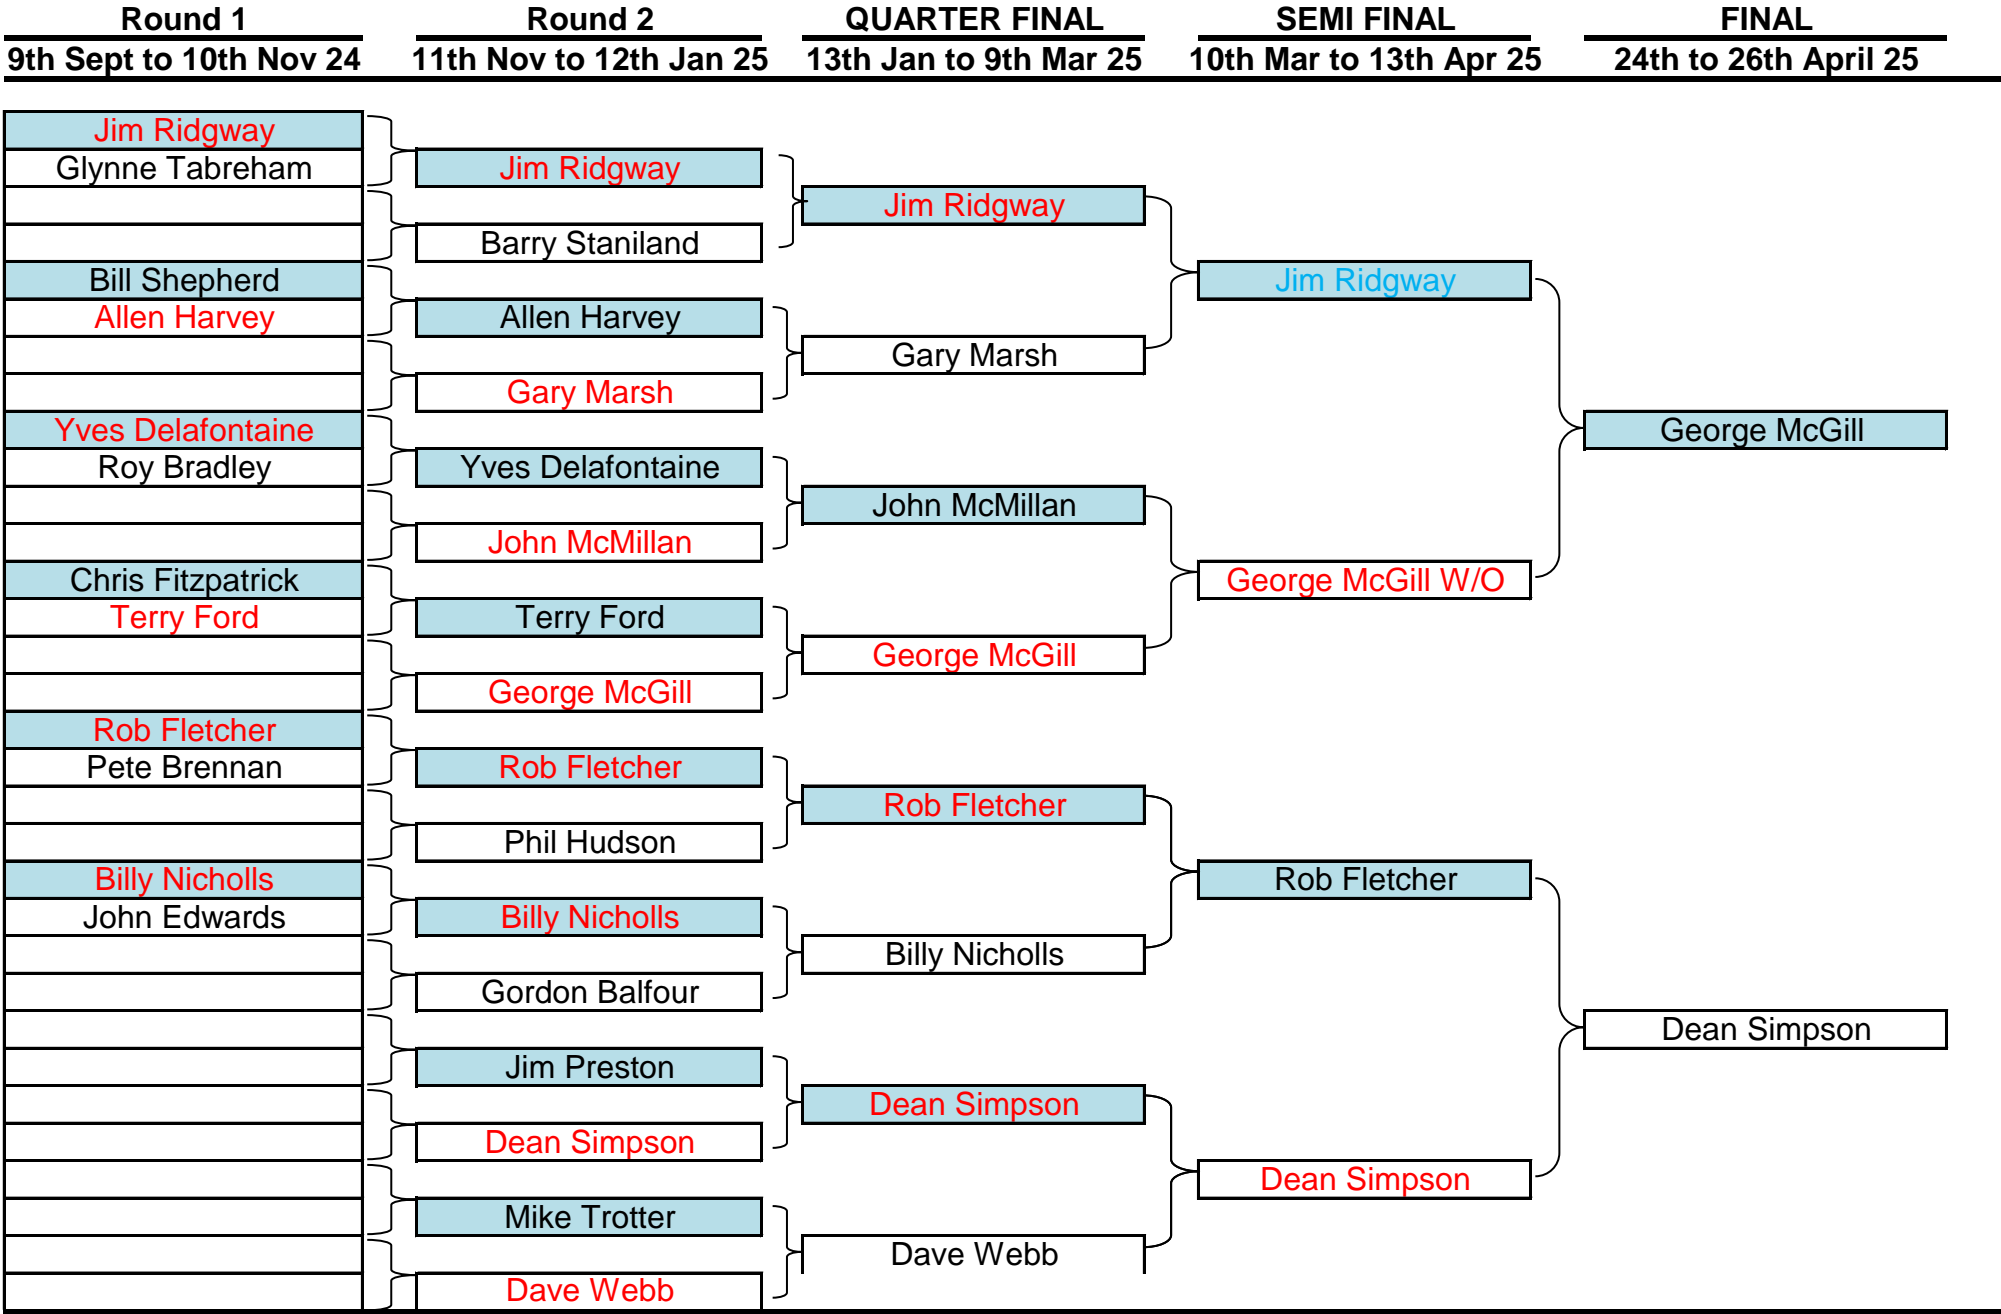 Round 1
9th Sept to 10th Nov 24
Jim Ridgway
Glynne Tabreham
Bill Shepherd
Allen Harvey
Yves Delafontaine
Roy Bradley
Chris Fitzpatrick
Terry Ford
Rob Fletcher
Pete Brennan
Billy Nicholls
John Edwards
Round 2
11th Nov to 12th Jan 25
Jim Ridgway
Barry Staniland
Allen Harvey
Gary Marsh
Yves Delafontaine
John McMillan
Terry Ford
George McGill
Rob Fletcher
Phil Hudson
Billy Nicholls
Gordon Balfour
Jim Preston
Dean Simpson
Mike Trotter
Dave Webb
QUARTER FINAL
13th Jan to 9th Mar 25
Jim Ridgway
Gary Marsh
John McMillan
George McGill
Rob Fletcher
Billy Nicholls
Dean Simpson
Dave Webb
SEMI FINAL
10th Mar to 13th Apr 25
Jim Ridgway
George McGill W/O
Rob Fletcher
Dean Simpson
FINAL
24th to 26th April 25
George McGill
Dean Simpson